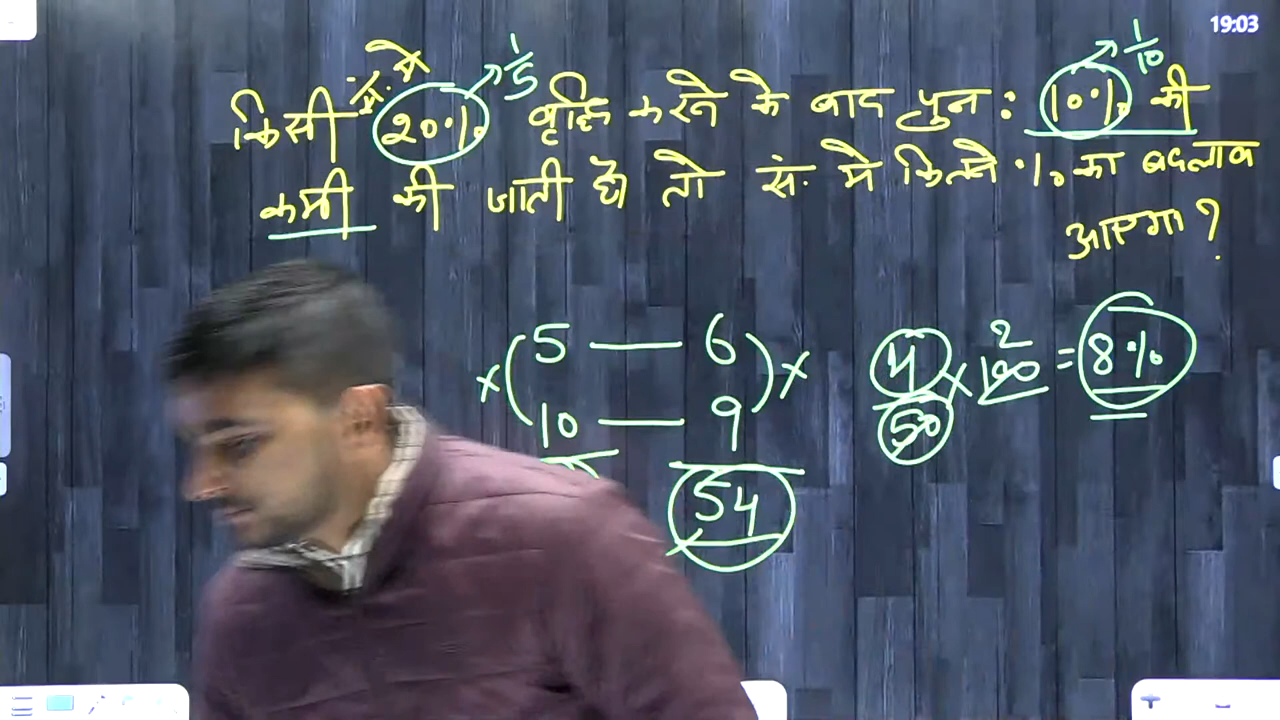 19:03
किसी सं. में 20% वृद्धि करने के बाद पुन: 10% की
1/5
1/10
कमी की जाती है तो सं. में कितने % का बदलाव
आएगा ?
×( 5 — 6 )×
10 — 9
54
4/50 × 100 = 8%
2